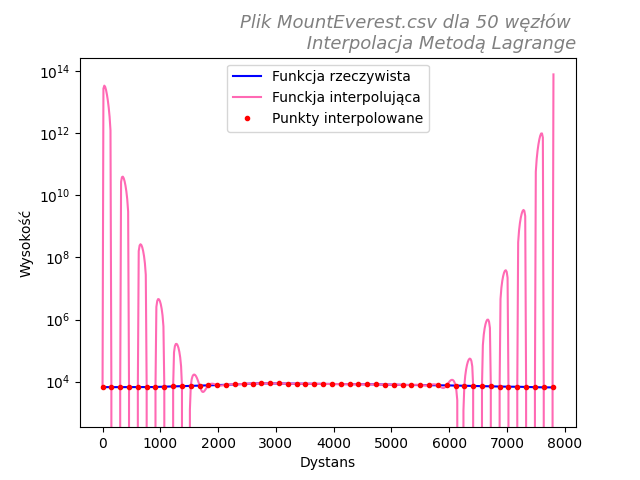 Plik MountEverest.csv dla 50 węzłów
Interpolacja Metodą Lagrange
Funkcja rzeczywista
Funckja interpolująca
Punkty interpolowane
10^14
10^12
10^10
10^8
10^6
10^4
Wysokość
0 1000 2000 3000 4000 5000 6000 7000 8000
Dystans